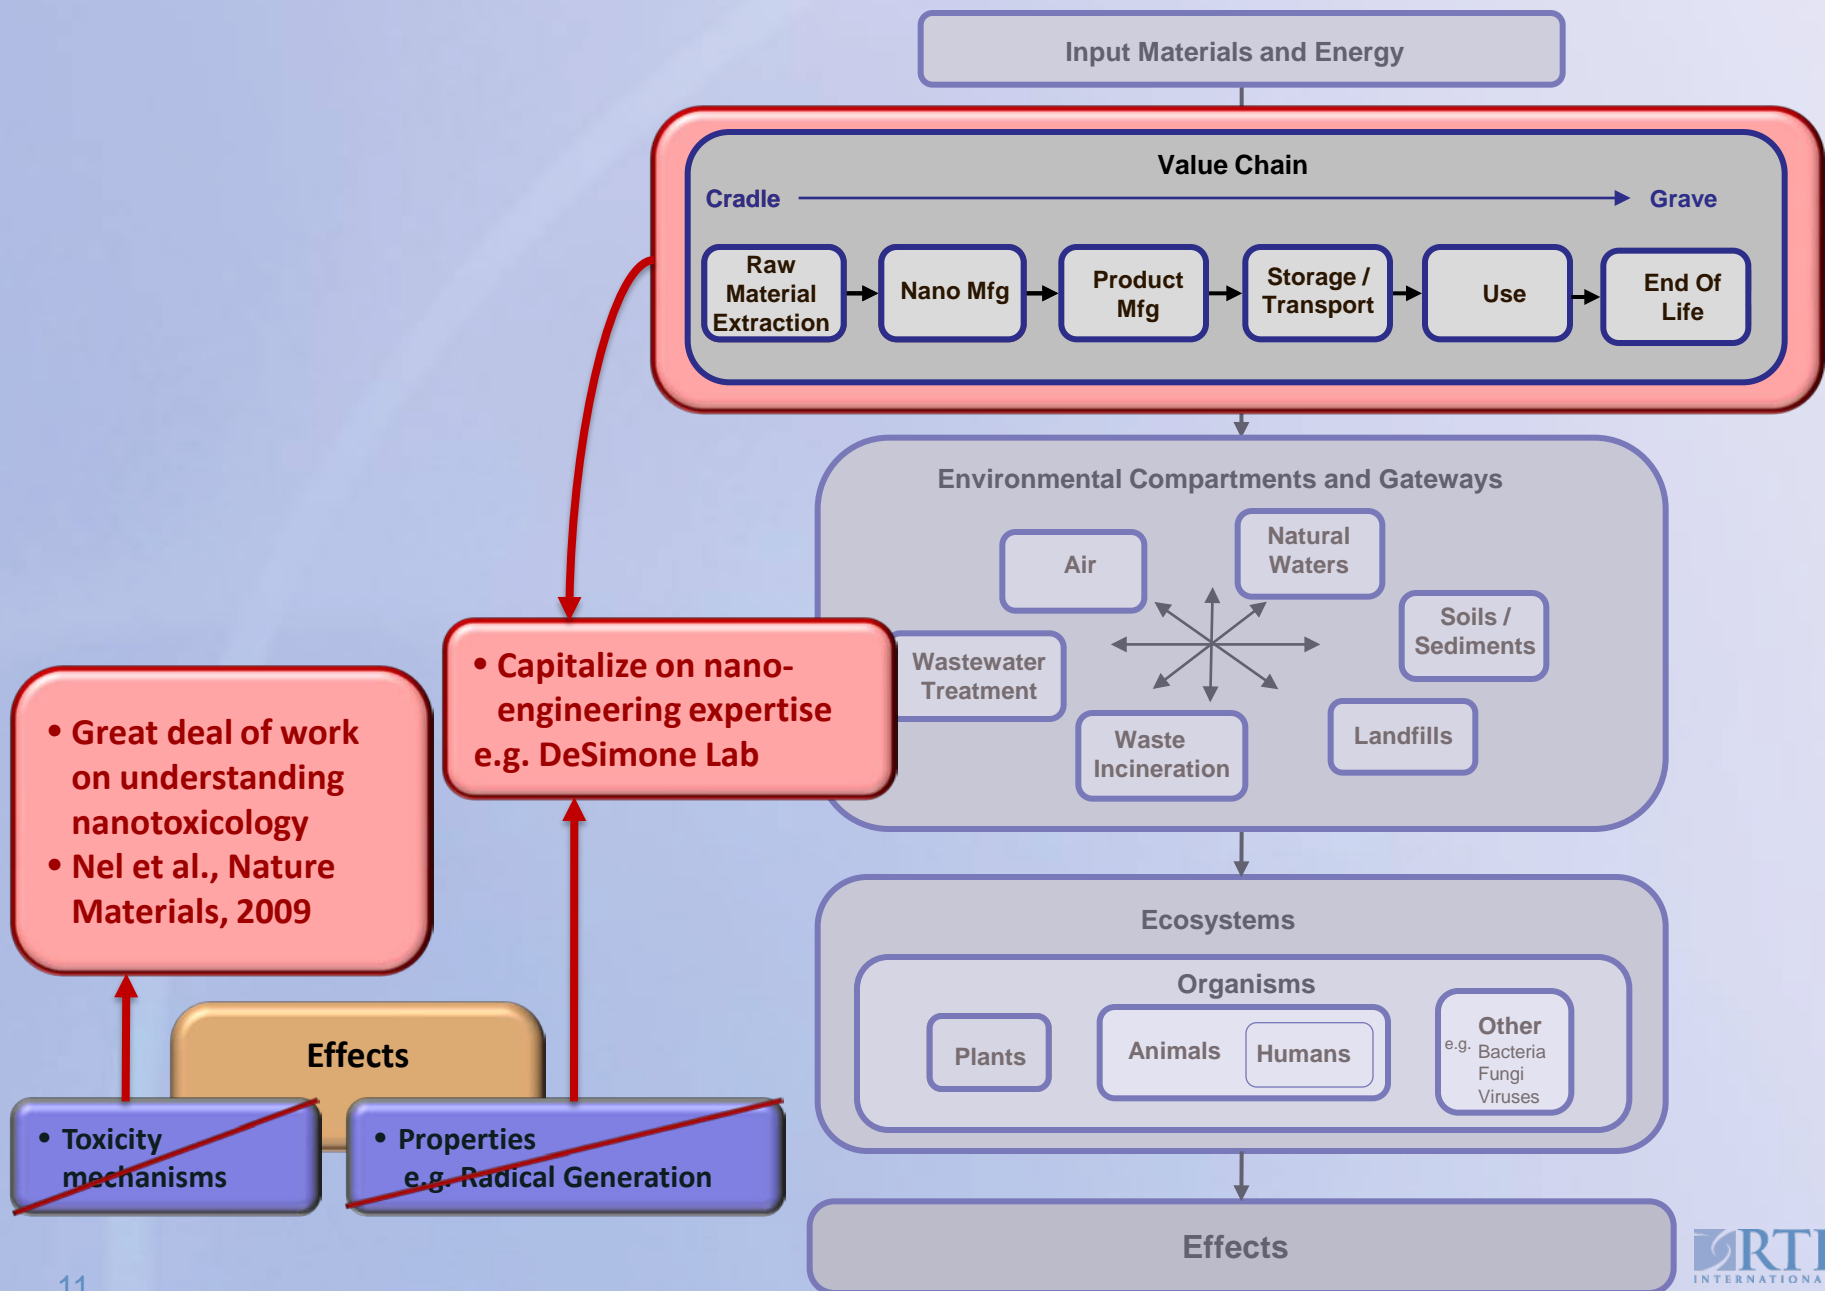 Input Materials and Energy
Value Chain
Cradle
Grave
Raw
Material
Extraction
Nano Mfg
Product
Mfg
Storage /
Transport
Use
End Of
Life
Environmental Compartments and Gateways
Air
Natural
Waters
Soils /
Sediments
Wastewater
Treatment
Waste
Incineration
Landfills
• Capitalize on nano-
engineering expertise
e.g. DeSimone Lab
• Great deal of work
on understanding
nanotoxicology
• Nel et al., Nature
Materials, 2009
Effects
• Toxicity
mechanisms
• Properties
e.g. Radical Generation
Ecosystems
Organisms
Plants
Animals
Humans
Other
e.g. Bacteria
Fungi
Viruses
Effects
11
RTI
INTERNATIONAL